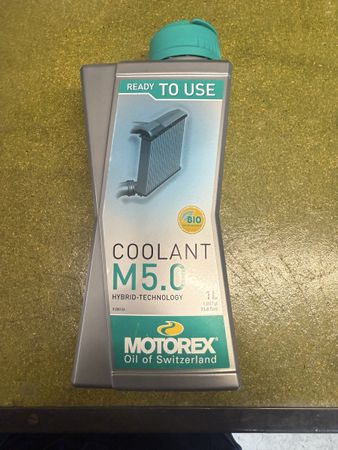 READY TO USE
BIO
COOLANT
M5.0
HYBRID-TECHNOLOGY
1L
MOTOREX
Oil of Switzerland